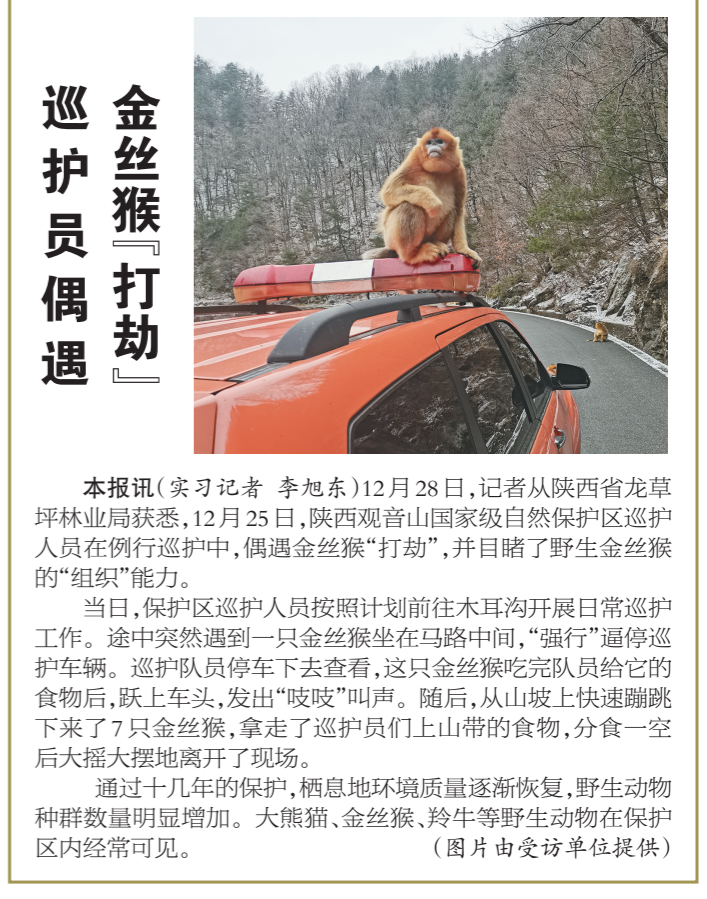 巡护员偶遇
金丝猴『打劫』
本报讯(实习记者 李旭东)12月28日,记者从陕西省龙草
坪林业局获悉,12月25日,陕西观音山国家级自然保护区巡护
人员在例行巡护中,偶遇金丝猴“打劫”,并目睹了野生金丝猴
的“组织”能力。
当日,保护区巡护人员按照计划前往木耳沟开展日常巡护
工作。途中突然遇到一只金丝猴坐在马路中间,“强行”逼停巡
护车辆。巡护队员停车下去查看,这只金丝猴吃完队员给它的
食物后,跃上车头,发出“吱吱”叫声。随后,从山坡上快速蹦跳
下来了7只金丝猴,拿走了巡护员们上山带的食物,分食一空
后大摇大摆地离开了现场。
通过十几年的保护,栖息地环境质量逐渐恢复,野生动物
种群数量明显增加。大熊猫、金丝猴、羚牛等野生动物在保护
区内经常可见。 (图片由受访单位提供)